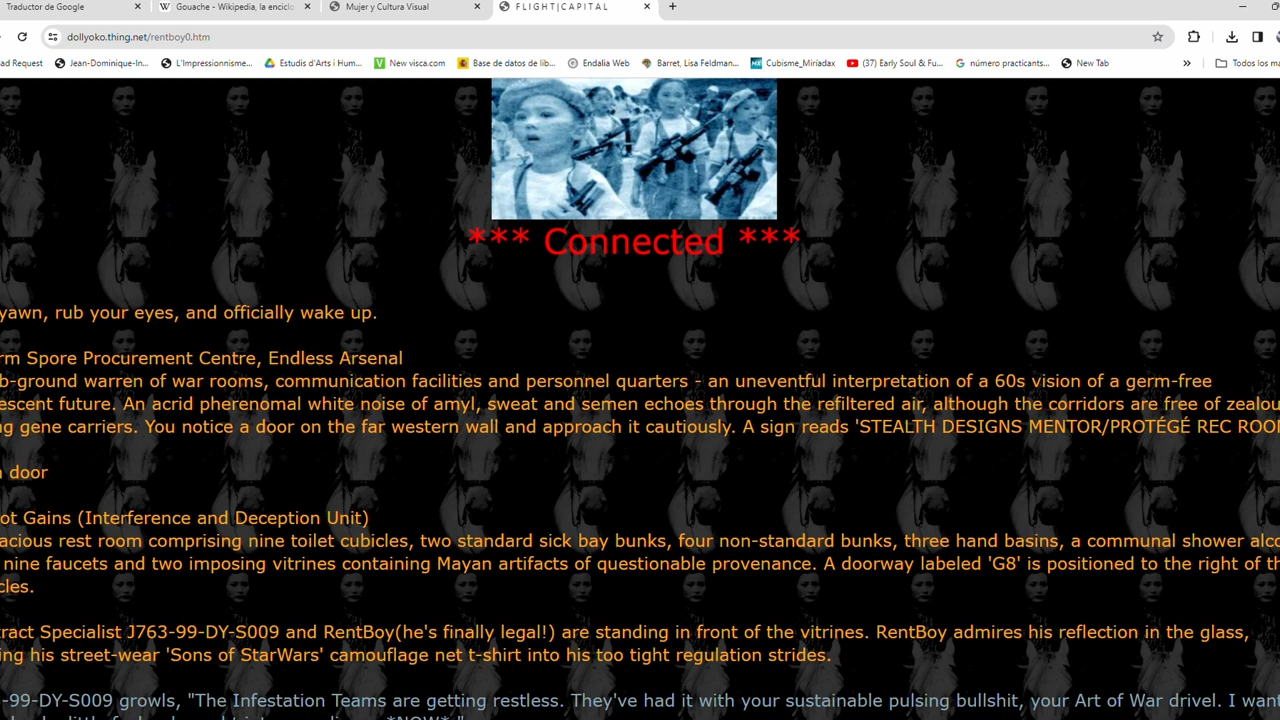 Traductor de Google
Gouache - Wikipedia, la enciclo
Mujer y Cultura Visual
F L I G H T | C A P I T A L
dollyoko.thing.net/rentboy0.htm
ad Request
Jean-Dominique-In...
L'Impressionnisme...
Estudis d'Arts i Hum...
New visca.com
Base de datos de lib...
Endalia Web
Barret, Lisa Feldman...
Cubisme_Miríadax
(37) Early Soul & Fu...
número practicants...
New Tab
Todos los ma
*** Connected ***
yawn, rub your eyes, and officially wake up.
rm Spore Procurement Centre, Endless Arsenal
b-ground warren of war rooms, communication facilities and personnel quarters - an uneventful interpretation of a 60s vision of a germ-free
escent future. An acrid pherenomal white noise of amyl, sweat and semen echoes through the refiltered air, although the corridors are free of zealou
ng gene carriers. You notice a door on the far western wall and approach it cautiously. A sign reads 'STEALTH DESIGNS MENTOR/PROTÉGÉ REC ROOM
door
ot Gains (Interference and Deception Unit)
acious rest room comprising nine toilet cubicles, two standard sick bay bunks, four non-standard bunks, three hand basins, a communal shower alco
nine faucets and two imposing vitrines containing Mayan artifacts of questionable provenance. A doorway labeled 'G8' is positioned to the right of th
cles.
tract Specialist J763-99-DY-S009 and RentBoy(he's finally legal!) are standing in front of the vitrines. RentBoy admires his reflection in the glass,
ing his street-wear 'Sons of StarWars' camouflage net t-shirt into his too tight regulation strides.
-99-DY-S009 growls, "The Infestation Teams are getting restless. They've had it with your sustainable pulsing bullshit, your Art of War drivel. I want